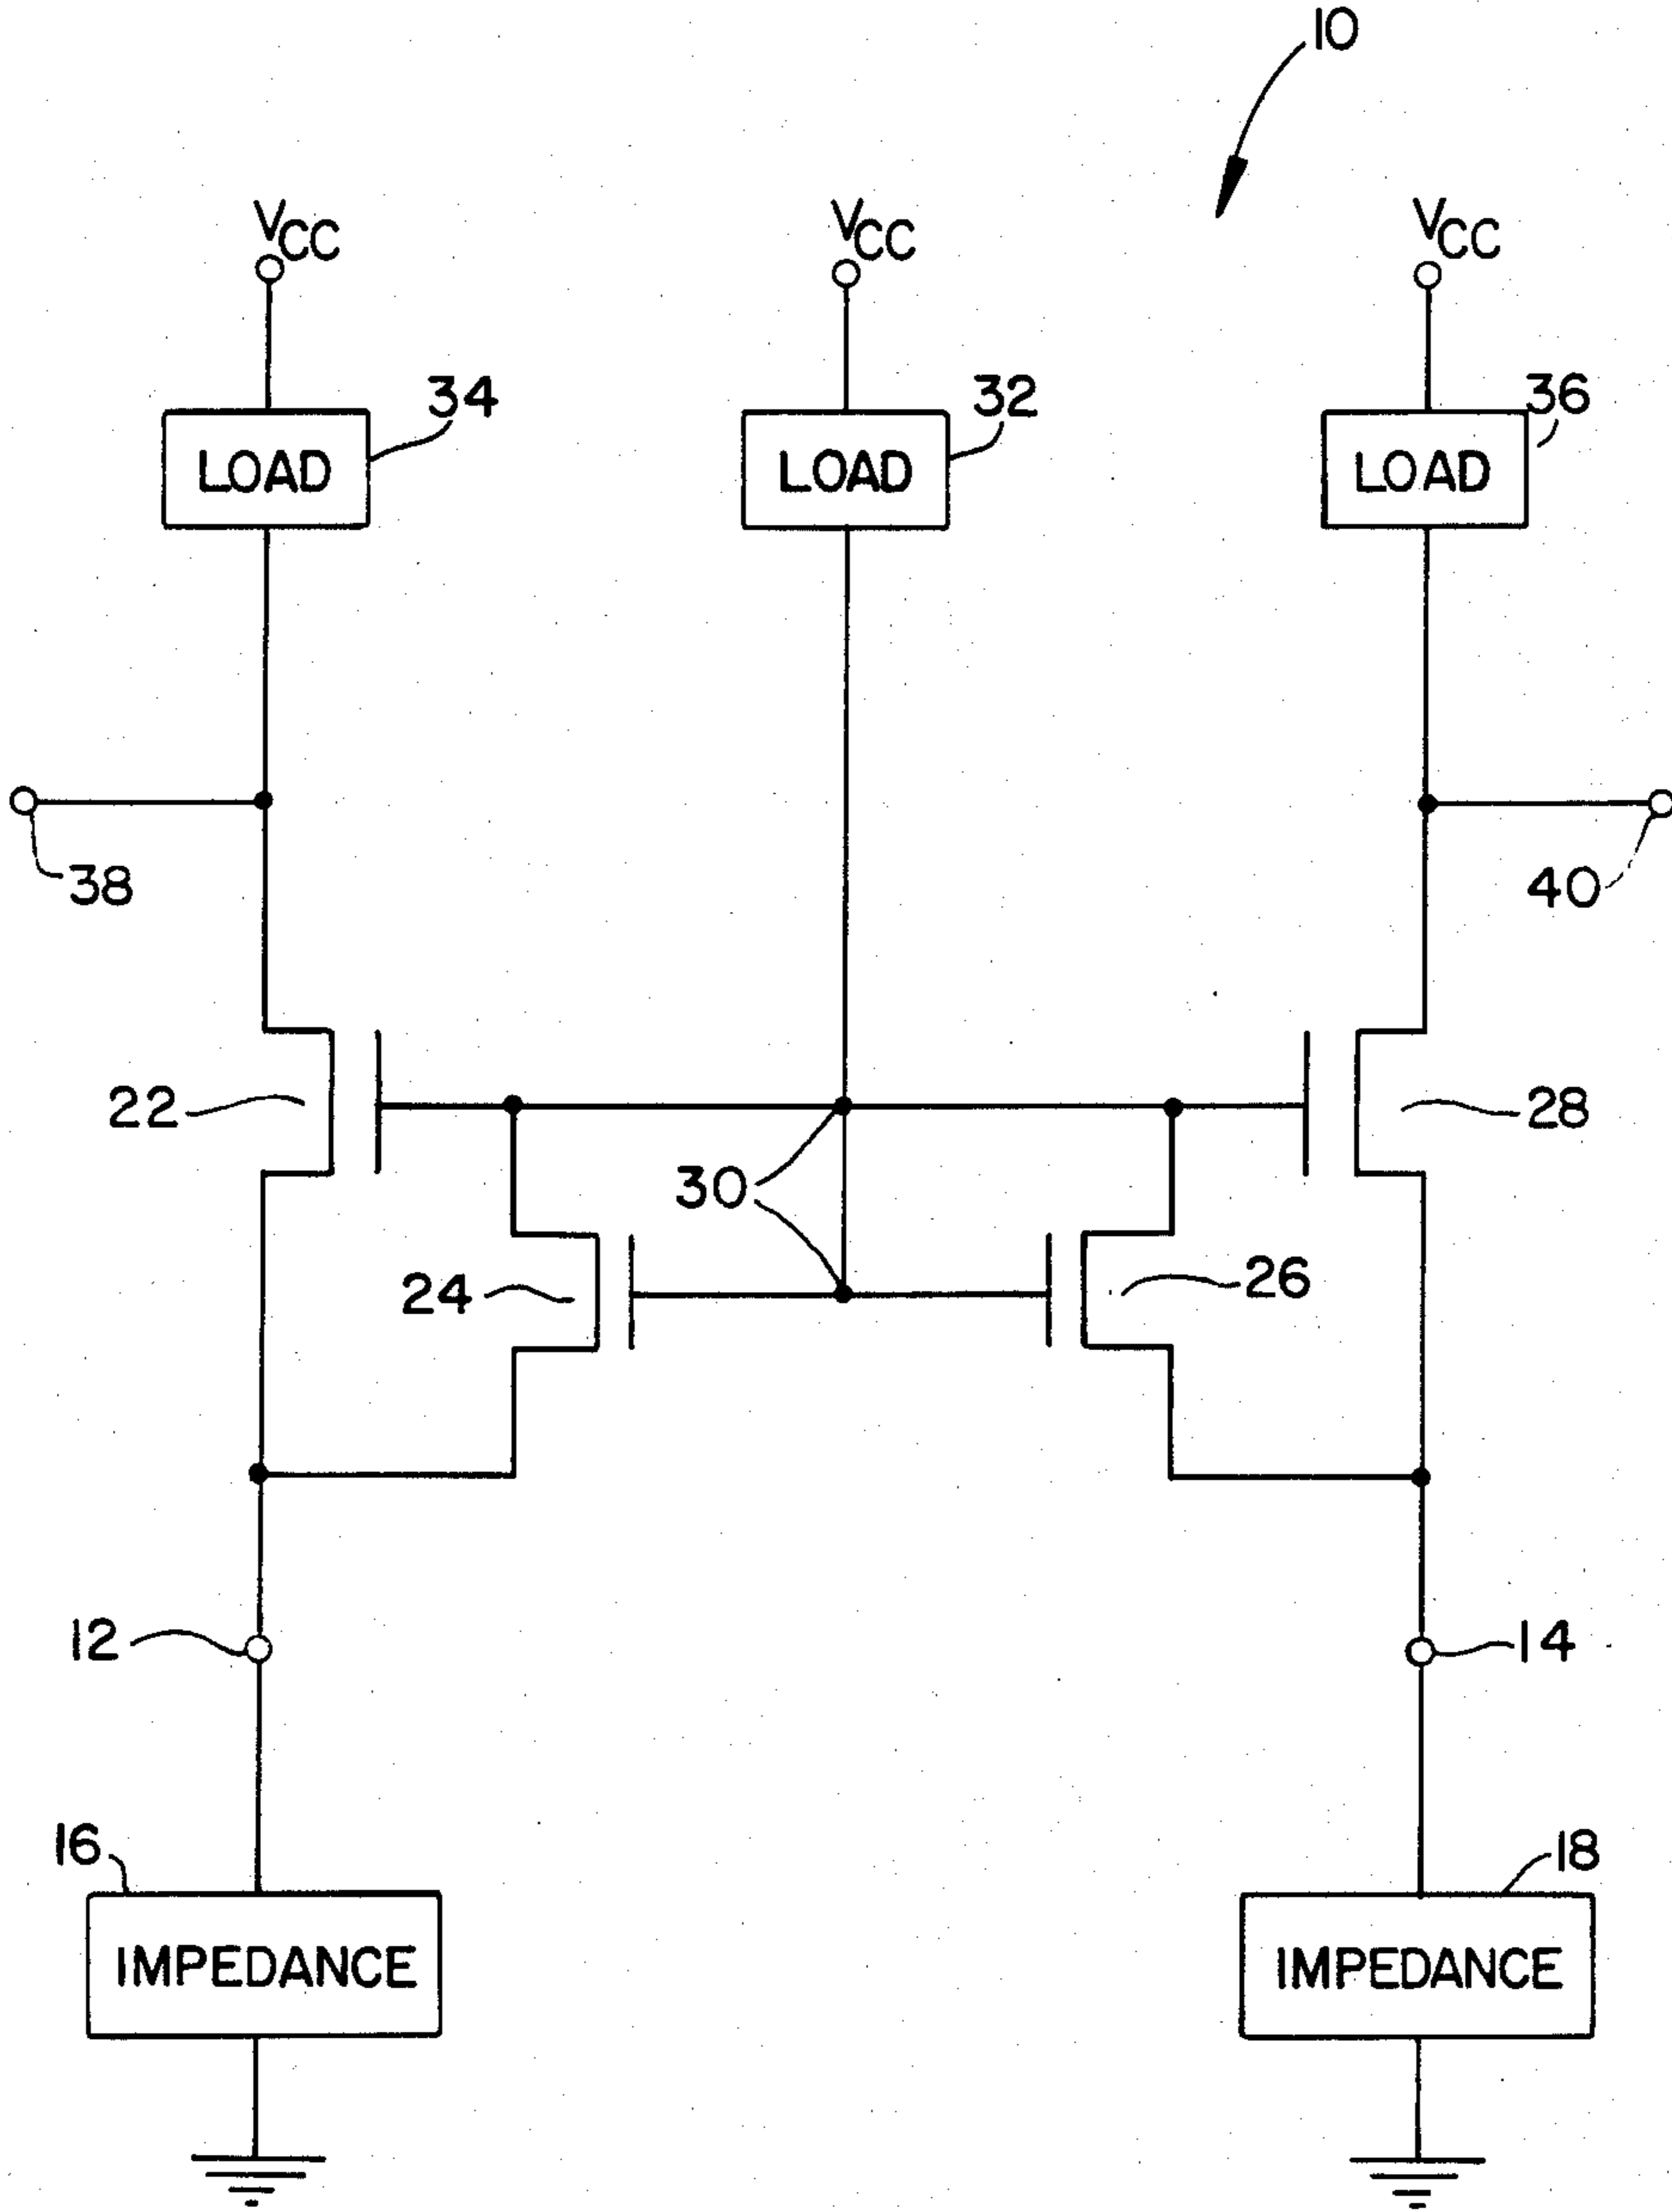 10
VCC VCC VCC
34 32 36
LOAD LOAD LOAD
38 40
22 28
30
24 26
12 14
16 18
IMPEDANCE IMPEDANCE